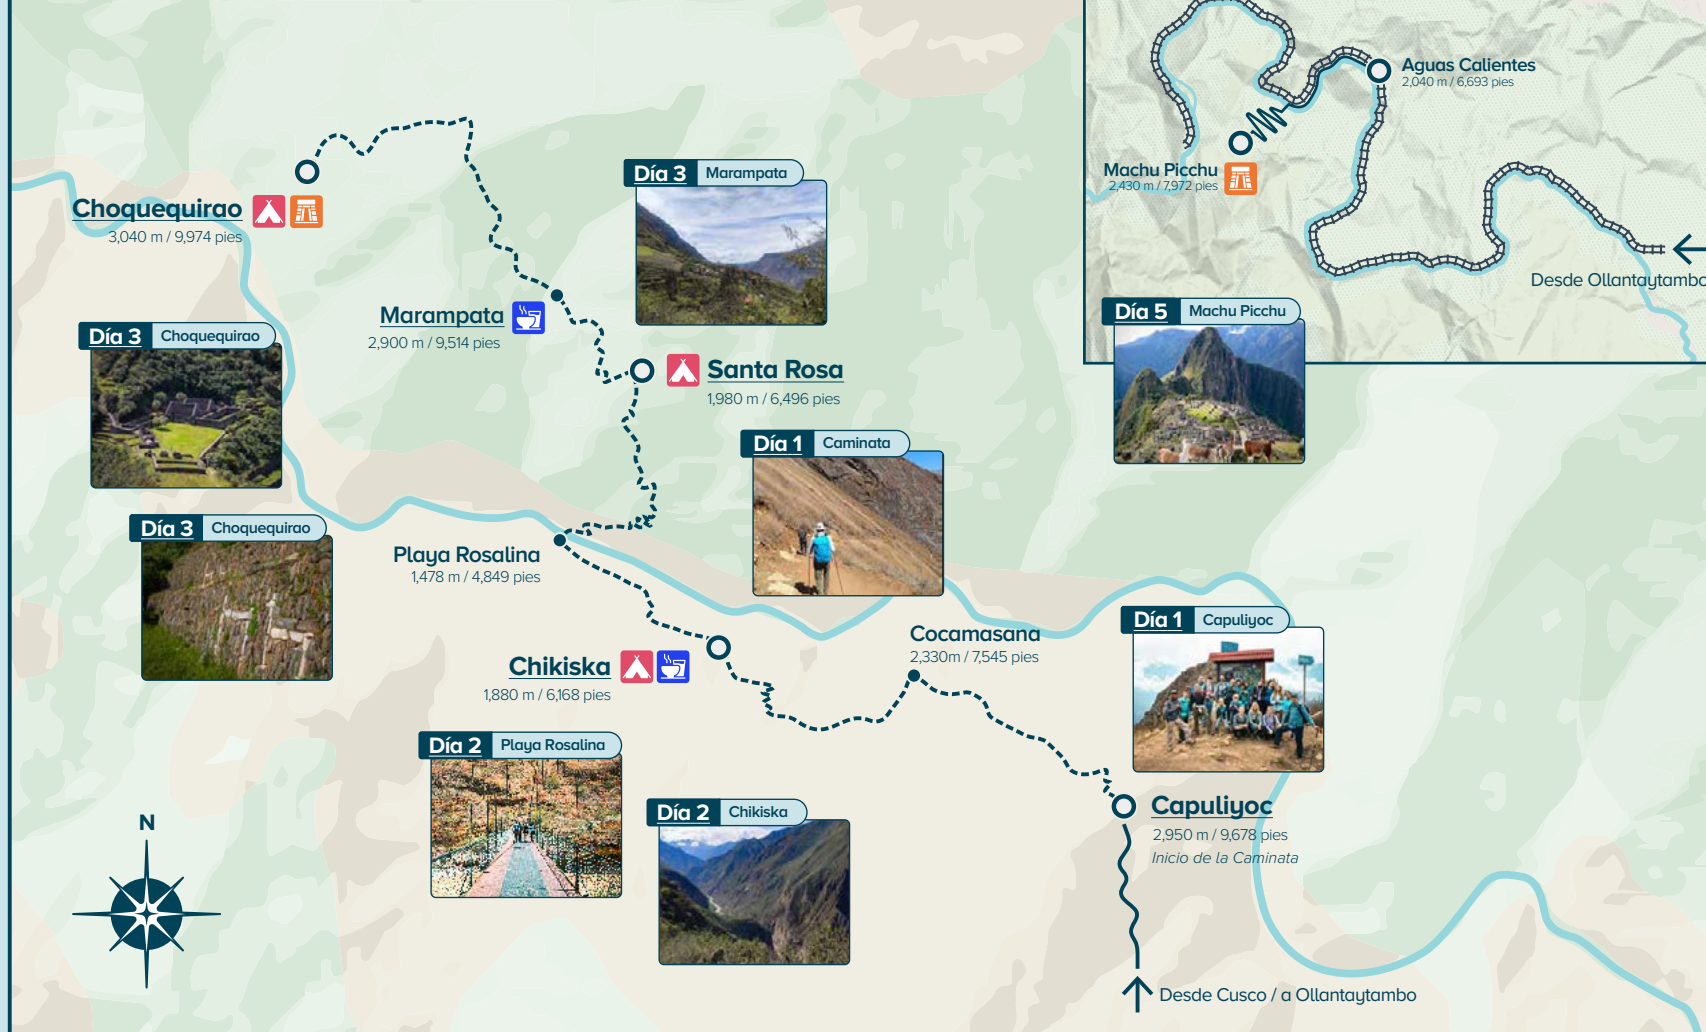 Aguas Calientes
2,040 m / 6,693 pies
Machu Picchu
2,430 m / 7,972 pies
Desde Ollantaytambo
Día 5 Machu Picchu
Choquequirao
3,040 m / 9,974 pies
Día 3 Marampata
Marampata
2,900 m / 9,514 pies
Día 3 Choquequirao
Santa Rosa
1,980 m / 6,496 pies
Día 1 Caminata
Día 3 Choquequirao
Playa Rosalina
1,478 m / 4,849 pies
Cocamasana
2,330m / 7,545 pies
Día 1 Capuliyoc
Chikiska
1,880 m / 6,168 pies
Día 2 Playa Rosalina
Día 2 Chikiska
Capuliyoc
2,950 m / 9,678 pies
Inicio de la Caminata
N
Desde Cusco / a Ollantaytambo